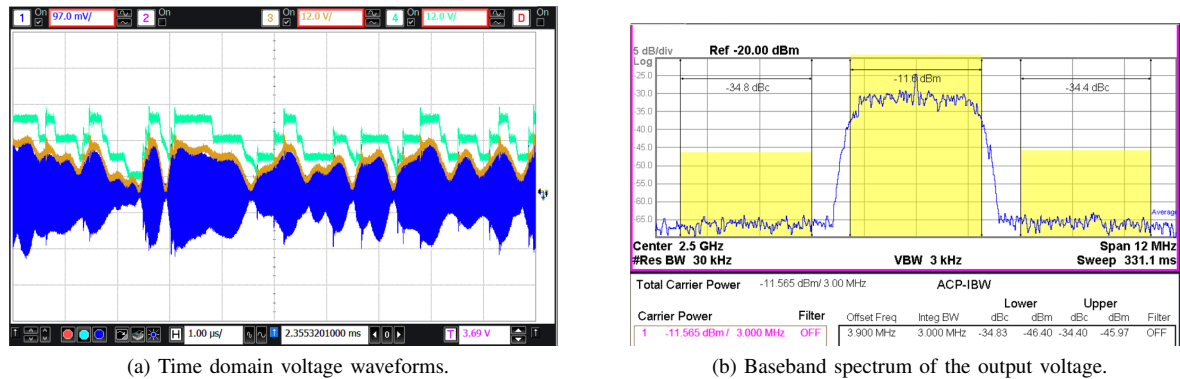 1 On 97.0 mV/ 2 On 3 On 12.0 V/ 4 On 12.0 V/ D On
↑ H 1.00 µs/ T 2.3553201000 ms 0 T 3.69 V ↑
(a) Time domain voltage waveforms.
5 dB/div Ref -20.00 dBm
Log
-25.0
-30.0
-35.0
-40.0
-45.0
-50.0
-55.0
-60.0
-65.0
-34.8 dBc -11.6 dBm -34.4 dBc
Average
Center 2.5 GHz Span 12 MHz
#Res BW 30 kHz VBW 3 kHz Sweep 331.1 ms
Total Carrier Power -11.565 dBm/ 3.00 MHz ACP-IBW
Lower Upper
Carrier Power Filter Offset Freq Integ BW dBc dBm dBc dBm Filter
1 -11.565 dBm / 3.000 MHz OFF 3.900 MHz 3.000 MHz -34.83 -46.40 -34.40 -45.97 OFF
(b) Baseband spectrum of the output voltage.